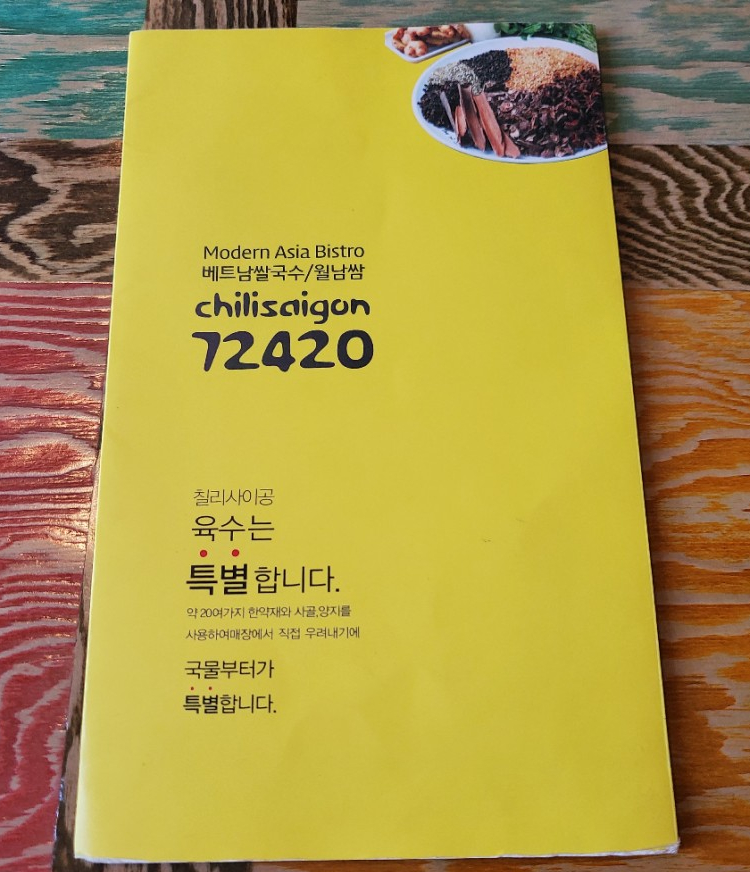 Modern Asia Bistro
베트남쌀국수/월남쌈
chilisaigon
72420
칠리사이공
육수는
특별합니다.
약 20여가지 한약재와 사골,양지를
사용하여매장에서 직접 우려내기에
국물부터가
특별합니다.